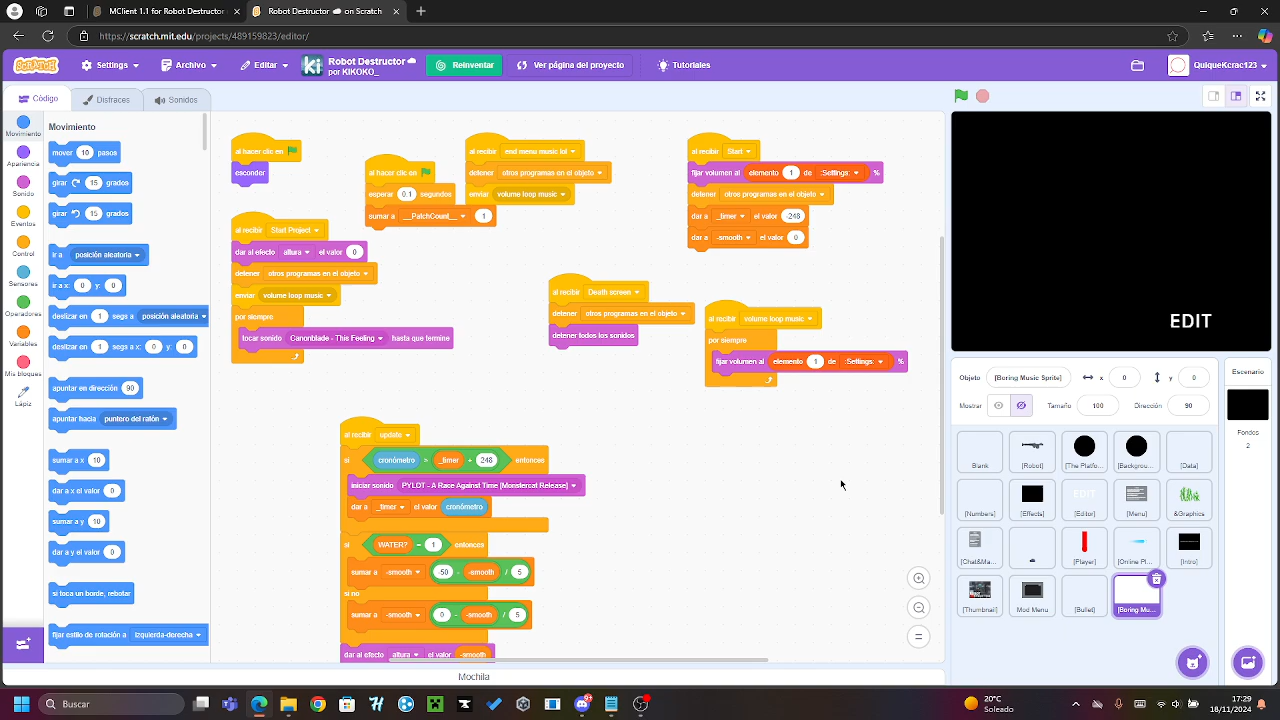 MClient 1.1 for Robot Destructor
Robot Destructor ☁ on Scratch
https://scratch.mit.edu/projects/489159823/editor/
SCRATCH
Settings
Archivo
Editar
Robot Destructor ☁
por KIKOKO_
Reinventar
Ver página del proyecto
Tutoriales
QuiqueKcrac123
Código
Disfraces
Sonidos
Movimiento
Apariencia
Sonido
Eventos
Control
Sensores
Operadores
Variables
Mis bloques
Lápiz
Movimiento
mover 10 pasos
girar 15 grados
girar 15 grados
ir a posición aleatoria
ir a x: 0 y: 0
deslizar en 1 segs a posición aleatoria
deslizar en 1 segs a x: 0 y: 0
apuntar en dirección 90
apuntar hacia puntero del ratón
sumar a x 10
dar a x el valor 0
sumar a y 10
dar a y el valor 0
si toca un borde, rebotar
fijar estilo de rotación a izquierda-derecha
al hacer clic en
esconder
al recibir Start Project
dar al efecto altura el valor 0
detener otros programas en el objeto
enviar volume loop music
por siempre
tocar sonido Canonblade - This Feeling hasta que termine
al hacer clic en
esperar 0.1 segundos
sumar a __PatchCount__ 1
al recibir end menu music lol
detener otros programas en el objeto
enviar volume loop music
al recibir Start
fijar volumen al elemento 1 de :Settings: %
detener otros programas en el objeto
dar a _timer el valor -248
dar a -smooth el valor 0
al recibir Death screen
detener otros programas en el objeto
detener todos los sonidos
al recibir volume loop music
por siempre
fijar volumen al elemento 1 de :Settings: %
al recibir update
si cronómetro > _timer + 248 entonces
iniciar sonido PYLOT - A Race Against Time [Monstercat Release]
dar a _timer el valor cronómetro
si WATER? = 1 entonces
sumar a -smooth -50 - -smooth / 5
si no
sumar a -smooth 0 - -smooth / 5
dar al efecto altura el valor -smooth
Mochila
EDIT
Objeto [Boring Music Sprite] x 0 y 0
Mostrar Tamaño 100 Dirección 90
Escenario
Fondos
2
Blank
[Robot]
[The Platfo...
[Backgrou...
[Data]
[Numbers]
[Effects]
EDIT
[Editor]
[Menu]
&Graphics
[Chat&Ma...
[Cursor]
[Player]
[Online Pl...
[Intro]
[Thumbnail]
Mod Menu
[Bullet]
[Boring Mu...
Buscar
9+
20°C
Soleado
17:29
18/11/2024